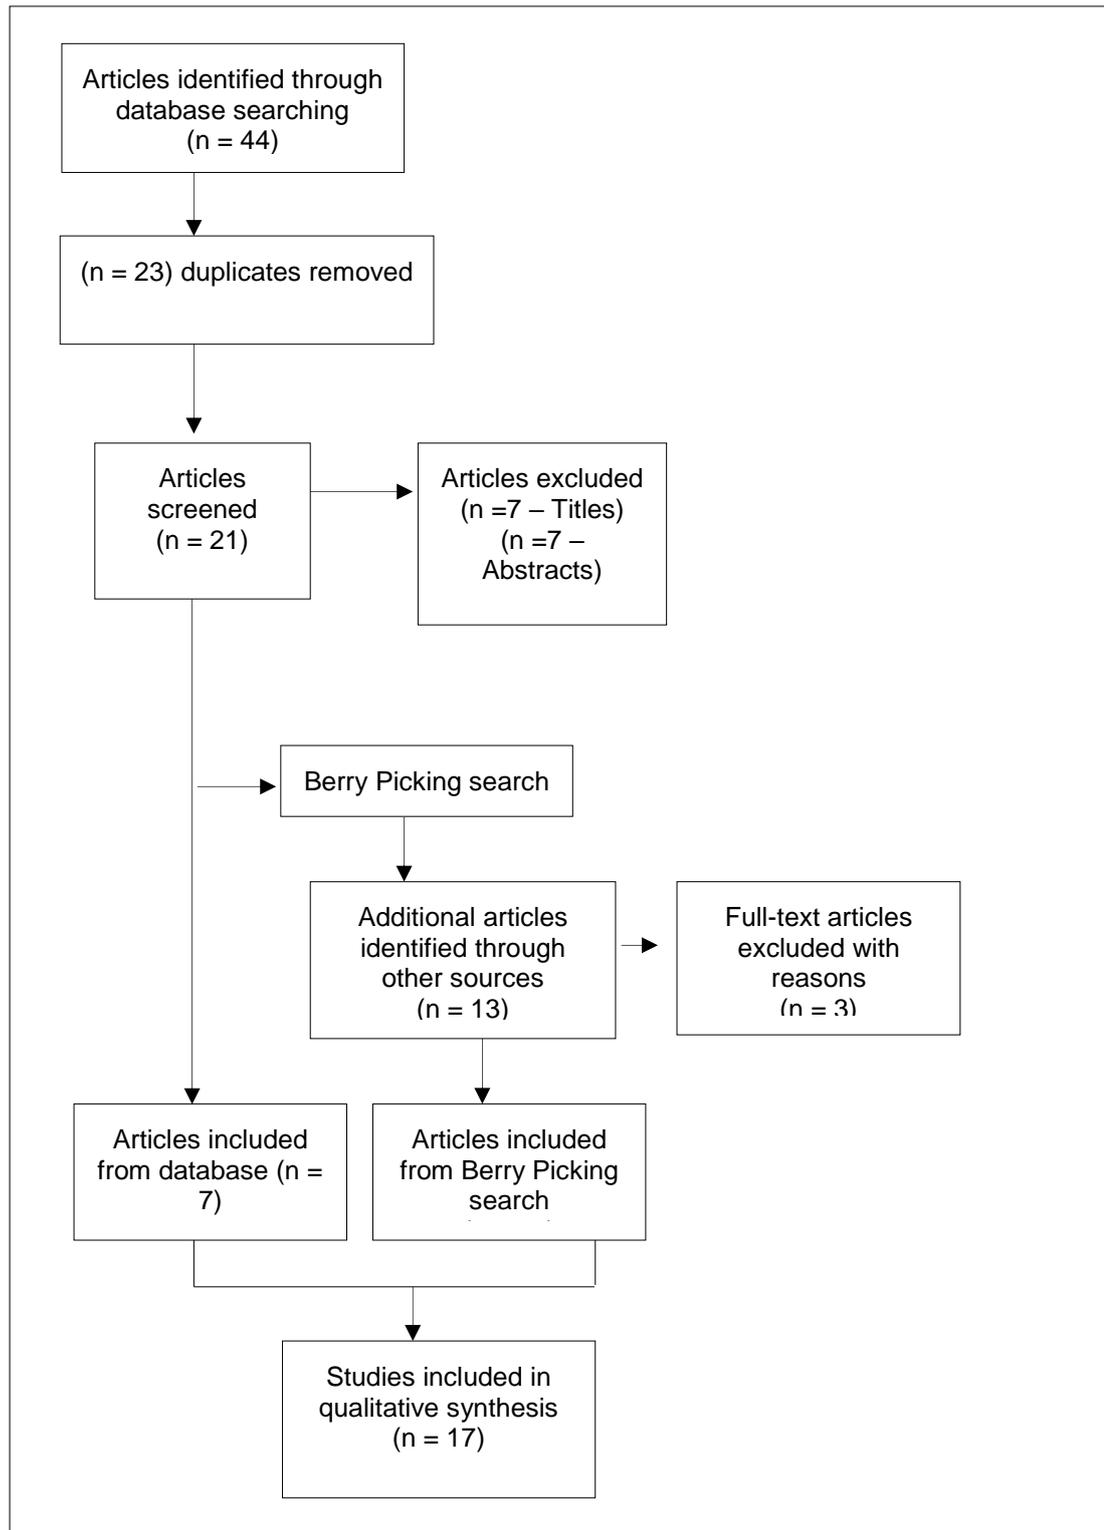 Articles identified through
database searching
(n = 44)
(n = 23) duplicates removed
Articles
screened
(n = 21)
Articles excluded
(n =7 – Titles)
(n =7 –
Abstracts)
Berry Picking search
Additional articles
identified through
other sources
(n = 13)
Full-text articles
excluded with
reasons
(n = 3)
Articles included
from database (n =
7)
Articles included
from Berry Picking
search
Studies included in
qualitative synthesis
(n = 17)